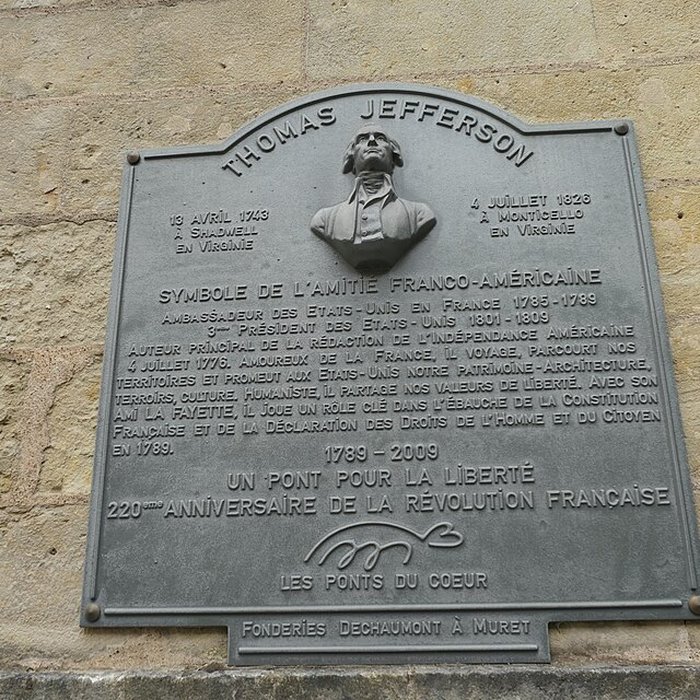 THOMAS JEFFERSON
13 AVRIL 1743
À SHADWELL
EN VIRGINIE
4 JUILLET 1826
À MONTICELLO
EN VIRGINIE
SYMBOLE DE L'AMITIÉ FRANCO-AMÉRICAINE
AMBASSADEUR DES ETATS-UNIS EN FRANCE 1785-1789
3ème PRÉSIDENT DES ETATS-UNIS 1801-1809
AUTEUR PRINCIPAL DE LA RÉDACTION DE L'INDÉPENDANCE AMÉRICAINE
4 JUILLET 1776. AMOUREUX DE LA FRANCE, IL VOYAGE, PARCOURT NOS
TERRITOIRES ET PROMEUT AUX ETATS-UNIS NOTRE PATRIMOINE-ARCHITECTURE,
TERROIRS, CULTURE. HUMANISTE, IL PARTAGE NOS VALEURS DE LIBERTÉ. AVEC SON
AMI LA FAYETTE, IL JOUE UN RÔLE CLÉ DANS L'ÉBAUCHE DE LA CONSTITUTION
FRANÇAISE ET DE LA DÉCLARATION DES DROITS DE L'HOMME ET DU CITOYEN
EN 1789.
1789-2009
UN PONT POUR LA LIBERTÉ
220ème ANNIVERSAIRE DE LA RÉVOLUTION FRANÇAISE
LES PONTS DU COEUR
FONDERIES DECHAUMONT À MURET